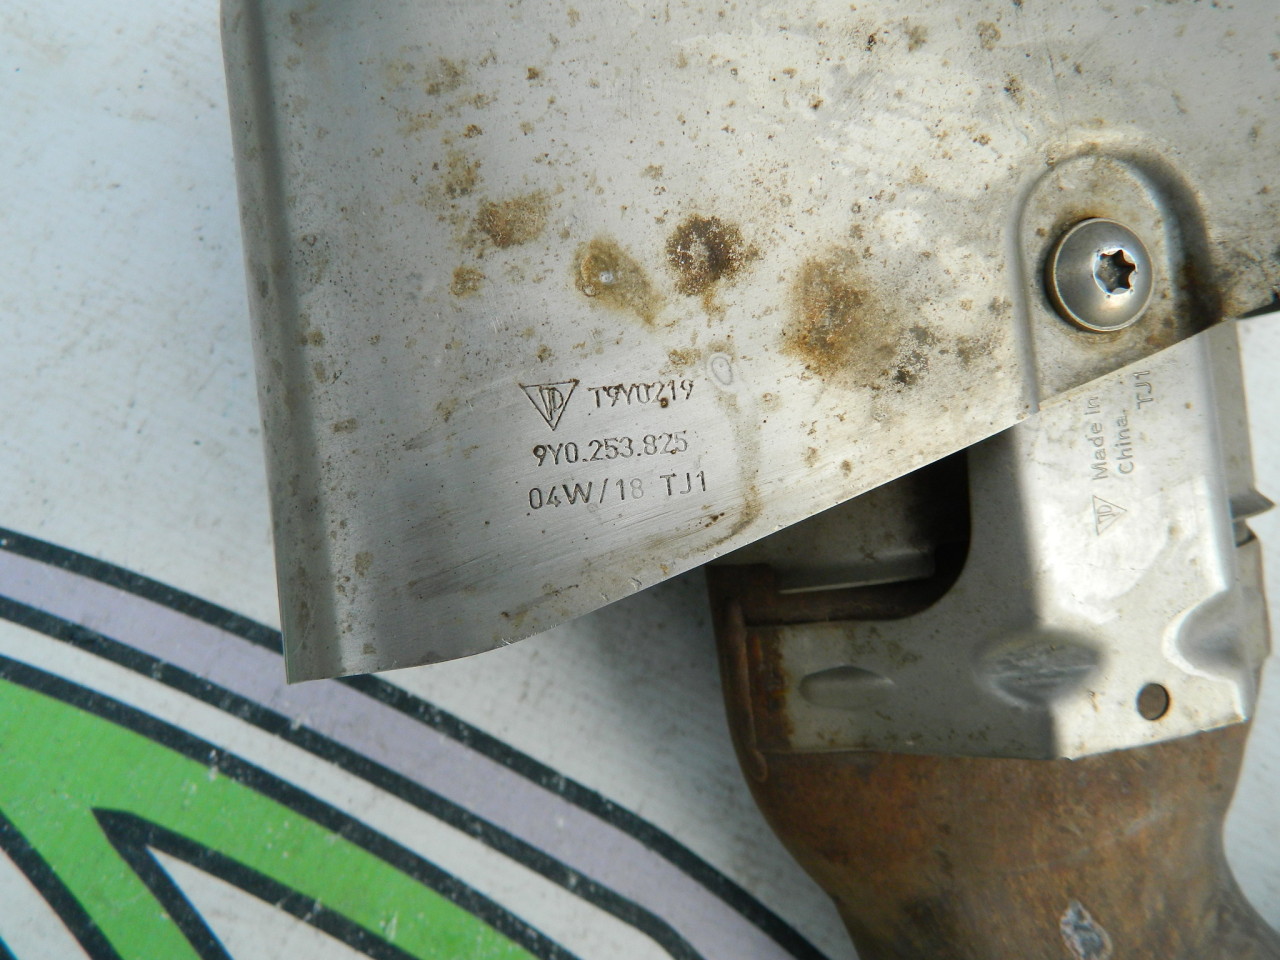 T9Y0219
9Y0.253.825
04W/18 TJ1
Made In
China.
TJ1